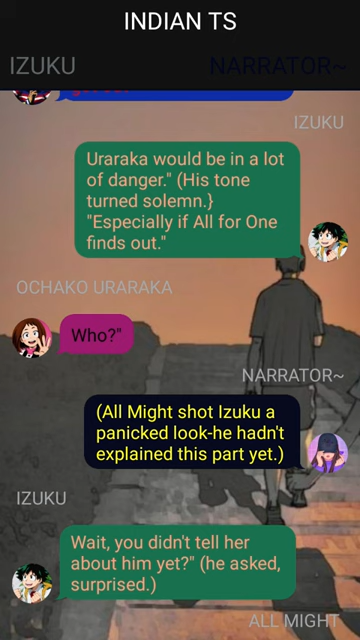 INDIAN TS
IZUKU
NARRATOR~
IZUKU
Uraraka would be in a lot
of danger." (His tone
turned solemn.}
"Especially if All for One
finds out."
OCHAKO URARAKA
Who?"
NARRATOR~
(All Might shot Izuku a
panicked look-he hadn't
explained this part yet.)
IZUKU
Wait, you didn't tell her
about him yet?" (he asked,
surprised.)
ALL MIGHT